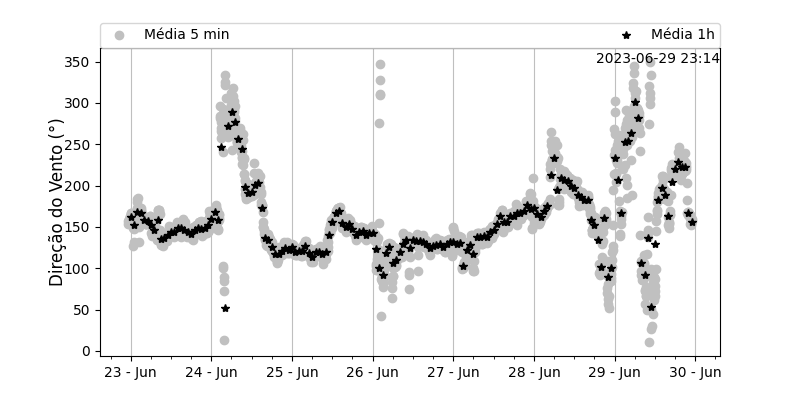 Média 5 min
Média 1h
2023-06-29 23:14
350
300
250
200
150
100
50
0
Direção do Vento (°)
23 - Jun
24 - Jun
25 - Jun
26 - Jun
27 - Jun
28 - Jun
29 - Jun
30 - Jun